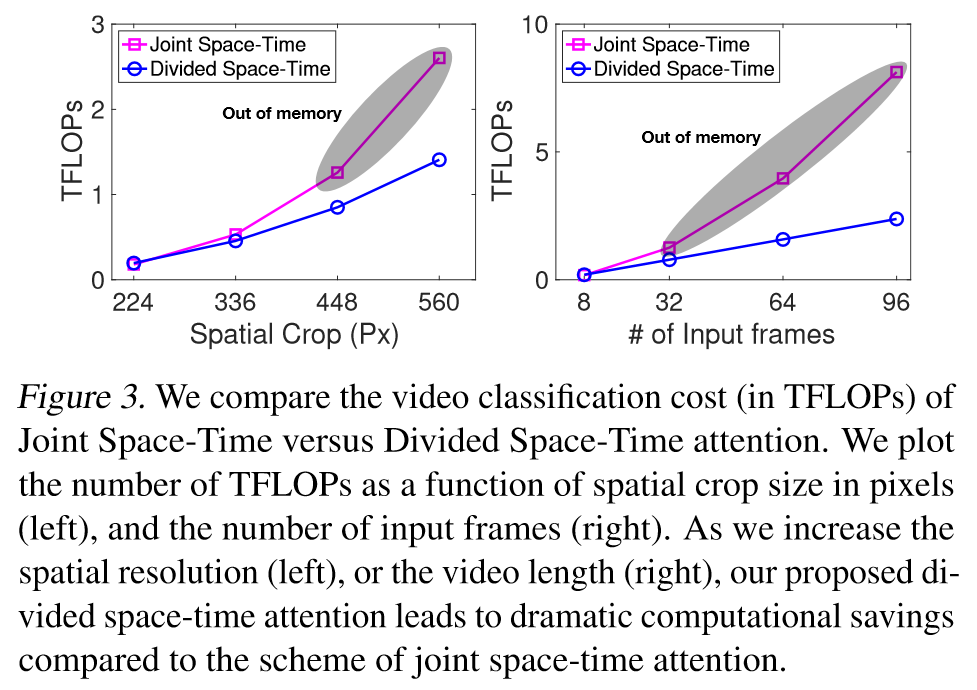 3
2
1
0
TFLOPs
Joint Space-Time
Divided Space-Time
Out of memory
224 336 448 560
Spatial Crop (Px)
10
5
0
TFLOPs
Joint Space-Time
Divided Space-Time
Out of memory
8 32 64 96
# of Input frames
Figure 3. We compare the video classification cost (in TFLOPs) of
Joint Space-Time versus Divided Space-Time attention. We plot
the number of TFLOPs as a function of spatial crop size in pixels
(left), and the number of input frames (right). As we increase the
spatial resolution (left), or the video length (right), our proposed di-
vided space-time attention leads to dramatic computational savings
compared to the scheme of joint space-time attention.